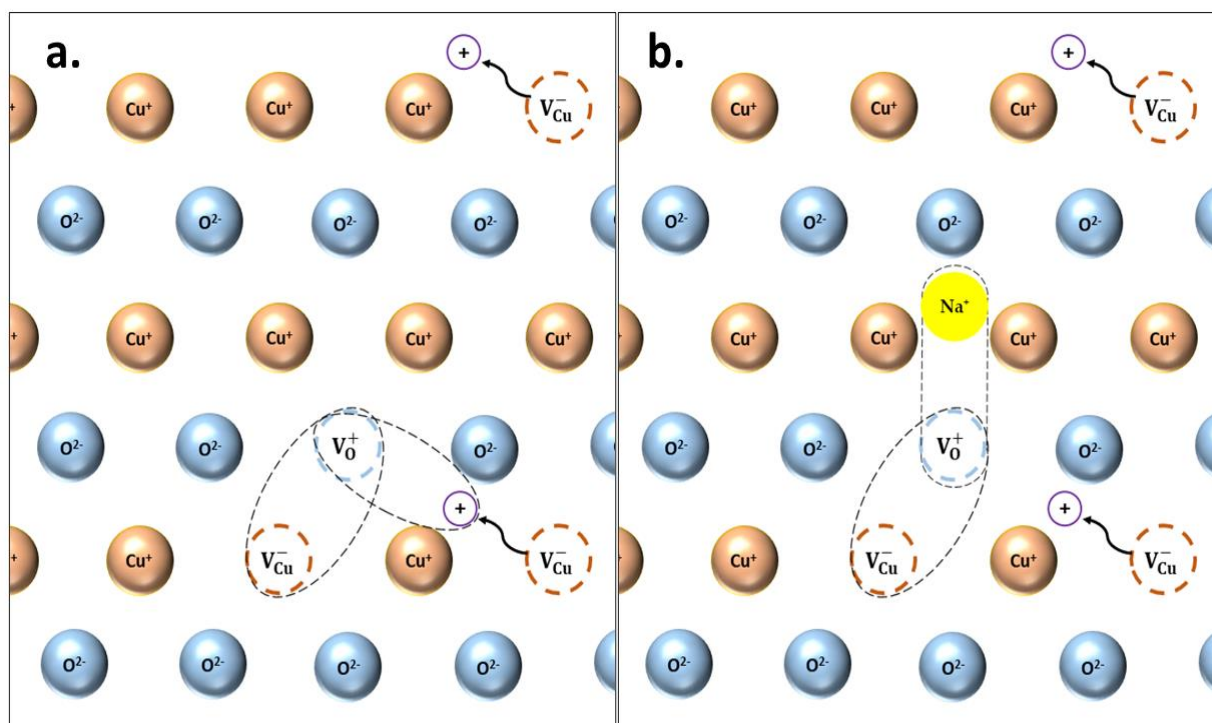 a.
+
+ Cu⁺ Cu⁺ Cu⁺ V⁻Cu
O²⁻ O²⁻ O²⁻ O²⁻
+ Cu⁺ Cu⁺ Cu⁺ Cu⁺
O²⁻ O²⁻ V⁺O O²⁻
+
+ Cu⁺ V⁻Cu Cu⁺ V⁻Cu
O²⁻ O²⁻ O²⁻ O²⁻
b.
+
+ Cu⁺ Cu⁺ Cu⁺ V⁻Cu
O²⁻ O²⁻ O²⁻ O²⁻
Na⁺
+ Cu⁺ Cu⁺ Cu⁺ Cu⁺
O²⁻ O²⁻ V⁺O O²⁻
+
+ Cu⁺ V⁻Cu Cu⁺ V⁻Cu
O²⁻ O²⁻ O²⁻ O²⁻